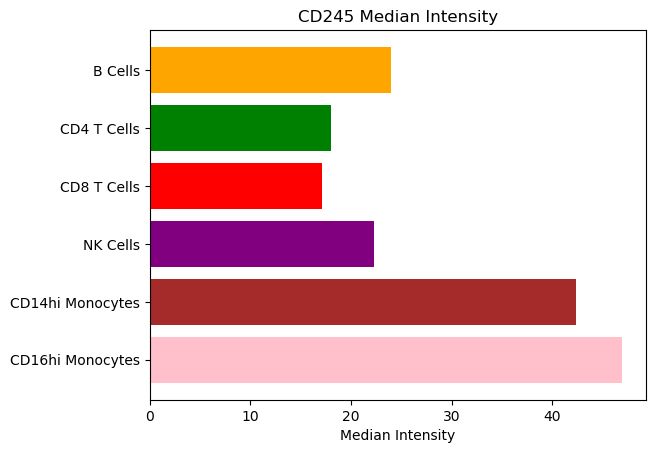 CD245 Median Intensity
B Cells
CD4 T Cells
CD8 T Cells
NK Cells
CD14hi Monocytes
CD16hi Monocytes
0 10 20 30 40
Median Intensity